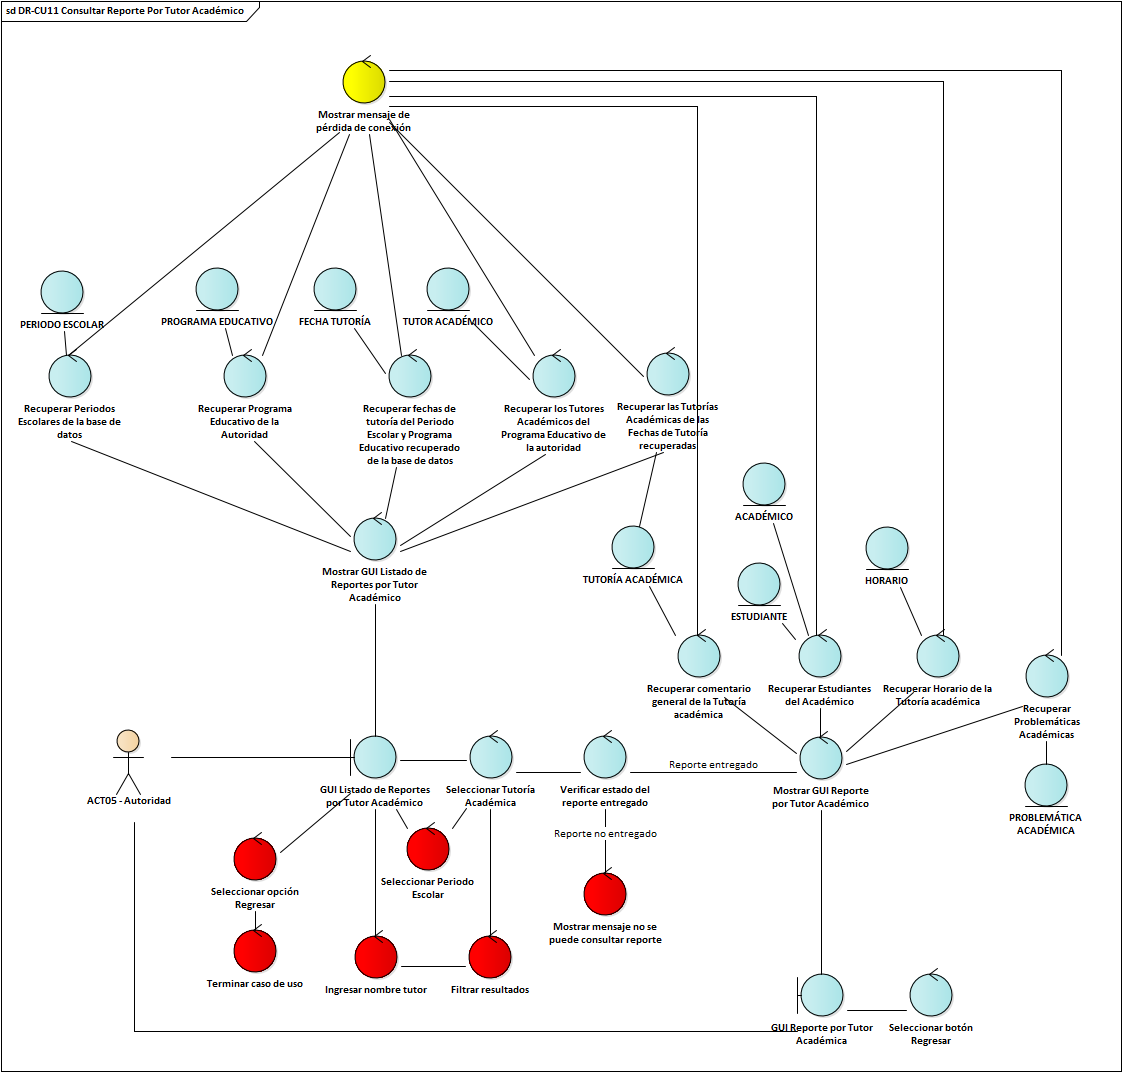 sd DR-CU11 Consultar Reporte Por Tutor Académico
Mostrar mensaje de
pérdida de conexión
PERIODO ESCOLAR
PROGRAMA EDUCATIVO
FECHA TUTORÍA
TUTOR ACADÉMICO
Recuperar Periodos
Escolares de la base de
datos
Recuperar Programa
Educativo de la
Autoridad
Recuperar fechas de
tutoría del Periodo
Escolar y Programa
Educativo recuperado
de la base de datos
Recuperar los Tutores
Académicos del
Programa Educativo de
la autoridad
Recuperar las Tutorías
Académicas de las
Fechas de Tutoría
recuperadas
ACADÉMICO
Mostrar GUI Listado de
Reportes por Tutor
Académico
TUTORÍA ACADÉMICA
ESTUDIANTE
HORARIO
Recuperar comentario
general de la Tutoría
académica
Recuperar Estudiantes
del Académico
Recuperar Horario de la
Tutoría académica
Recuperar
Problemáticas
Académicas
ACT05 - Autoridad
GUI Listado de Reportes
por Tutor Académico
Seleccionar Tutoría
Académica
Verificar estado del
reporte entregado
Reporte entregado
Mostrar GUI Reporte
por Tutor Académico
PROBLEMÁTICA
ACADÉMICA
Reporte no entregado
Seleccionar opción
Regresar
Seleccionar Periodo
Escolar
Mostrar mensaje no se
puede consultar reporte
Terminar caso de uso
Ingresar nombre tutor
Filtrar resultados
GUI Reporte por Tutor
Académica
Seleccionar botón
Regresar